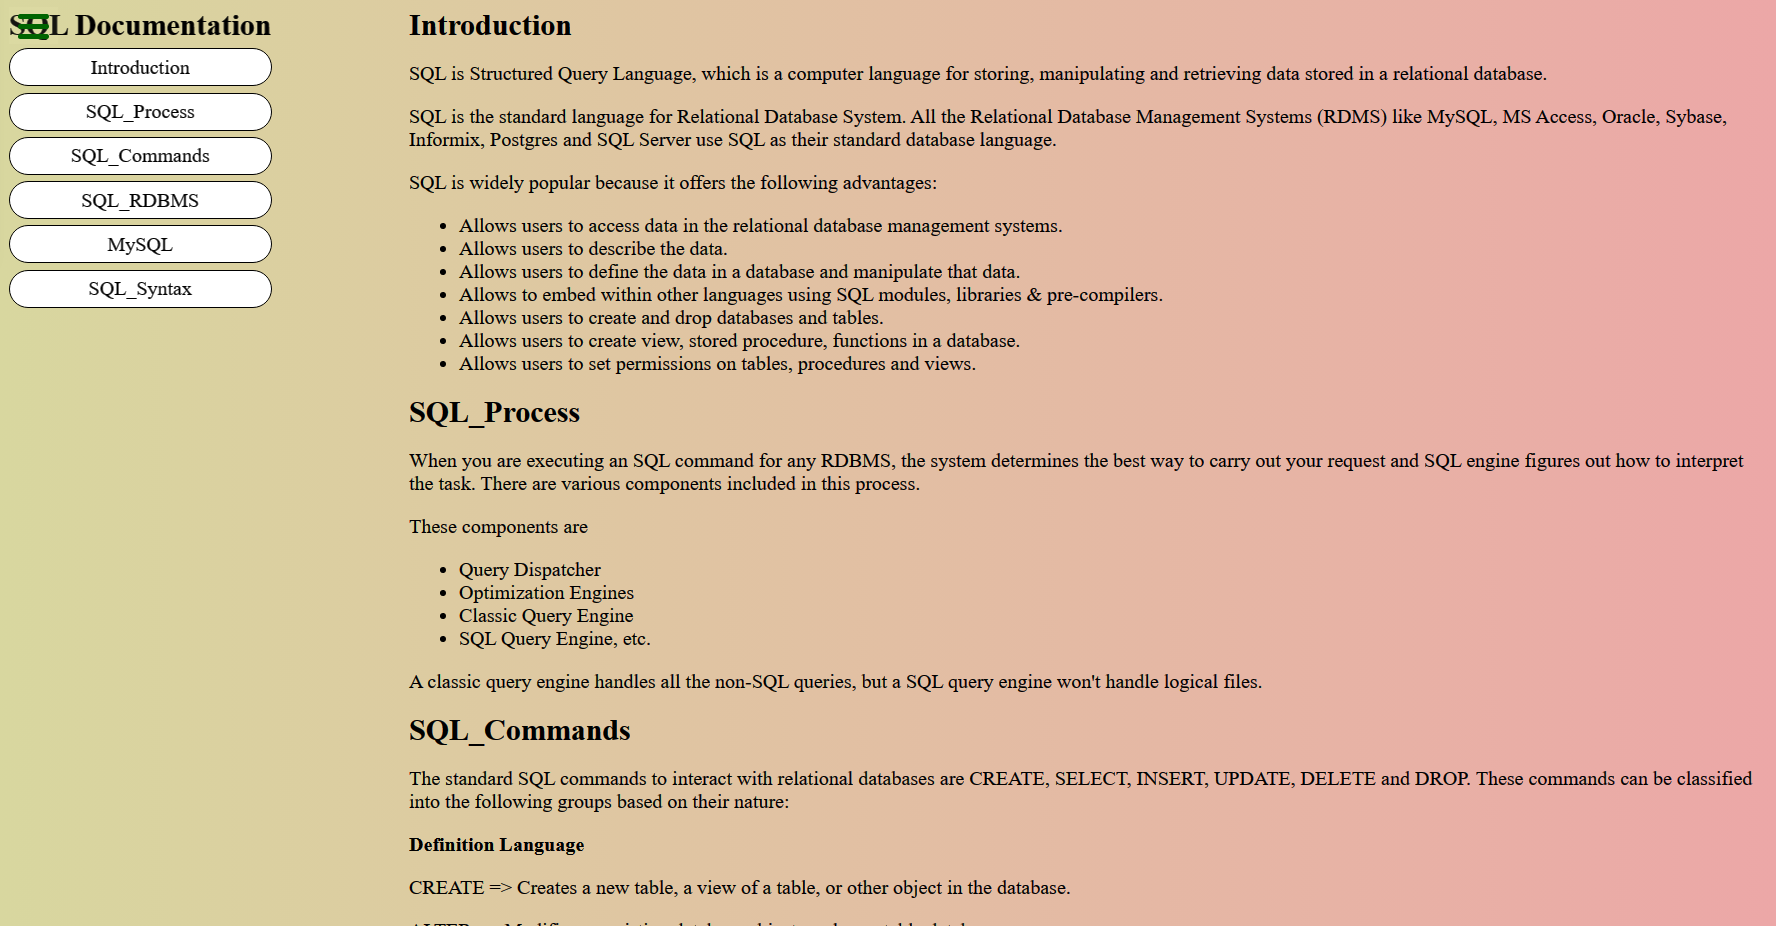 SQL Documentation
Introduction
SQL_Process
SQL_Commands
SQL_RDBMS
MySQL
SQL_Syntax
Introduction
SQL is Structured Query Language, which is a computer language for storing, manipulating and retrieving data stored in a relational database.
SQL is the standard language for Relational Database System. All the Relational Database Management Systems (RDMS) like MySQL, MS Access, Oracle, Sybase,
Informix, Postgres and SQL Server use SQL as their standard database language.
SQL is widely popular because it offers the following advantages:
• Allows users to access data in the relational database management systems.
• Allows users to describe the data.
• Allows users to define the data in a database and manipulate that data.
• Allows to embed within other languages using SQL modules, libraries & pre-compilers.
• Allows users to create and drop databases and tables.
• Allows users to create view, stored procedure, functions in a database.
• Allows users to set permissions on tables, procedures and views.
SQL_Process
When you are executing an SQL command for any RDBMS, the system determines the best way to carry out your request and SQL engine figures out how to interpret
the task. There are various components included in this process.
These components are
• Query Dispatcher
• Optimization Engines
• Classic Query Engine
• SQL Query Engine, etc.
A classic query engine handles all the non-SQL queries, but a SQL query engine won't handle logical files.
SQL_Commands
The standard SQL commands to interact with relational databases are CREATE, SELECT, INSERT, UPDATE, DELETE and DROP. These commands can be classified
into the following groups based on their nature:
Definition Language
CREATE => Creates a new table, a view of a table, or other object in the database.